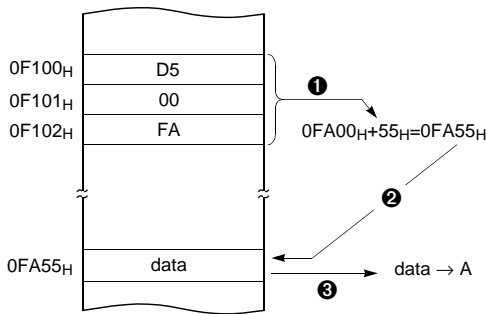 0F100H D5
❶
0F101H 00
0F102H FA 0FA00H+55H=0FA55H
❷
0FA55H data data → A
❸